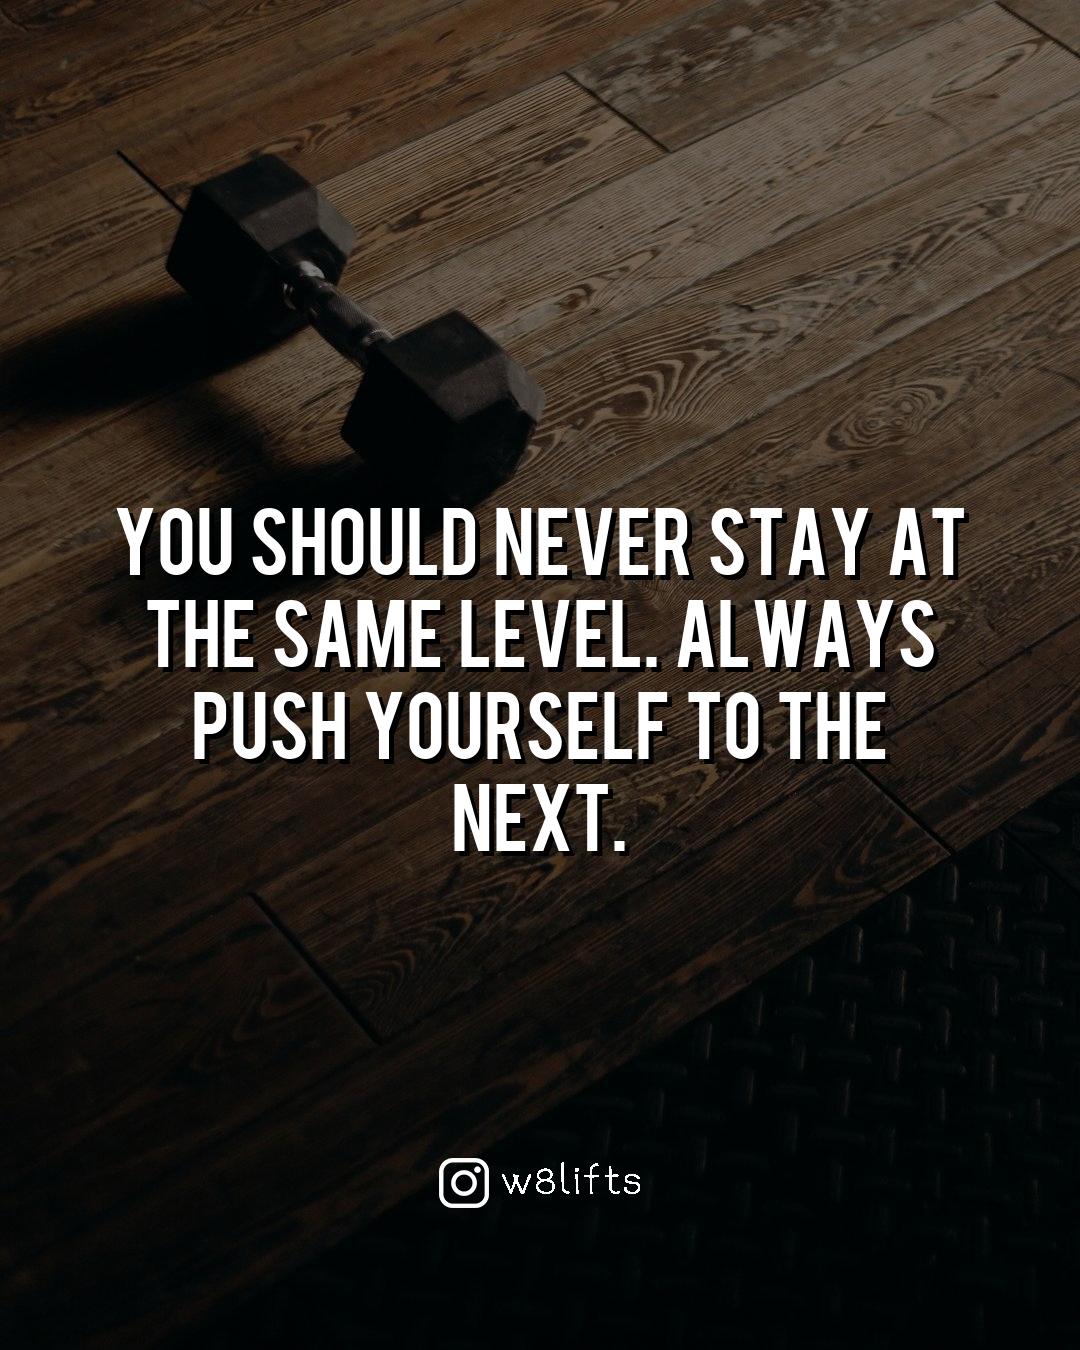 YOU SHOULD NEVER STAY AT
THE SAME LEVEL. ALWAYS
PUSH YOURSELF TO THE
NEXT.
w8lifts